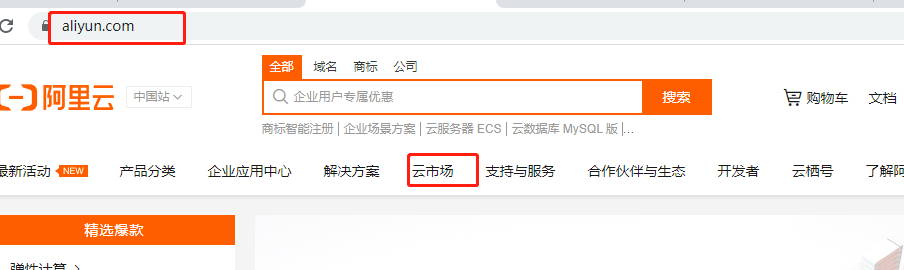 aliyun.com
全部 域名 商标 公司
阿里云 中国站 企业用户专属优惠 搜索 购物车 文档
商标智能注册 | 企业场景方案 | 云服务器 ECS | 云数据库 MySQL 版 |...
最新活动 NEW 产品分类 企业应用中心 解决方案 云市场 支持与服务 合作伙伴与生态 开发者 云栖号 了解阿
精选爆款
弹性计算 >